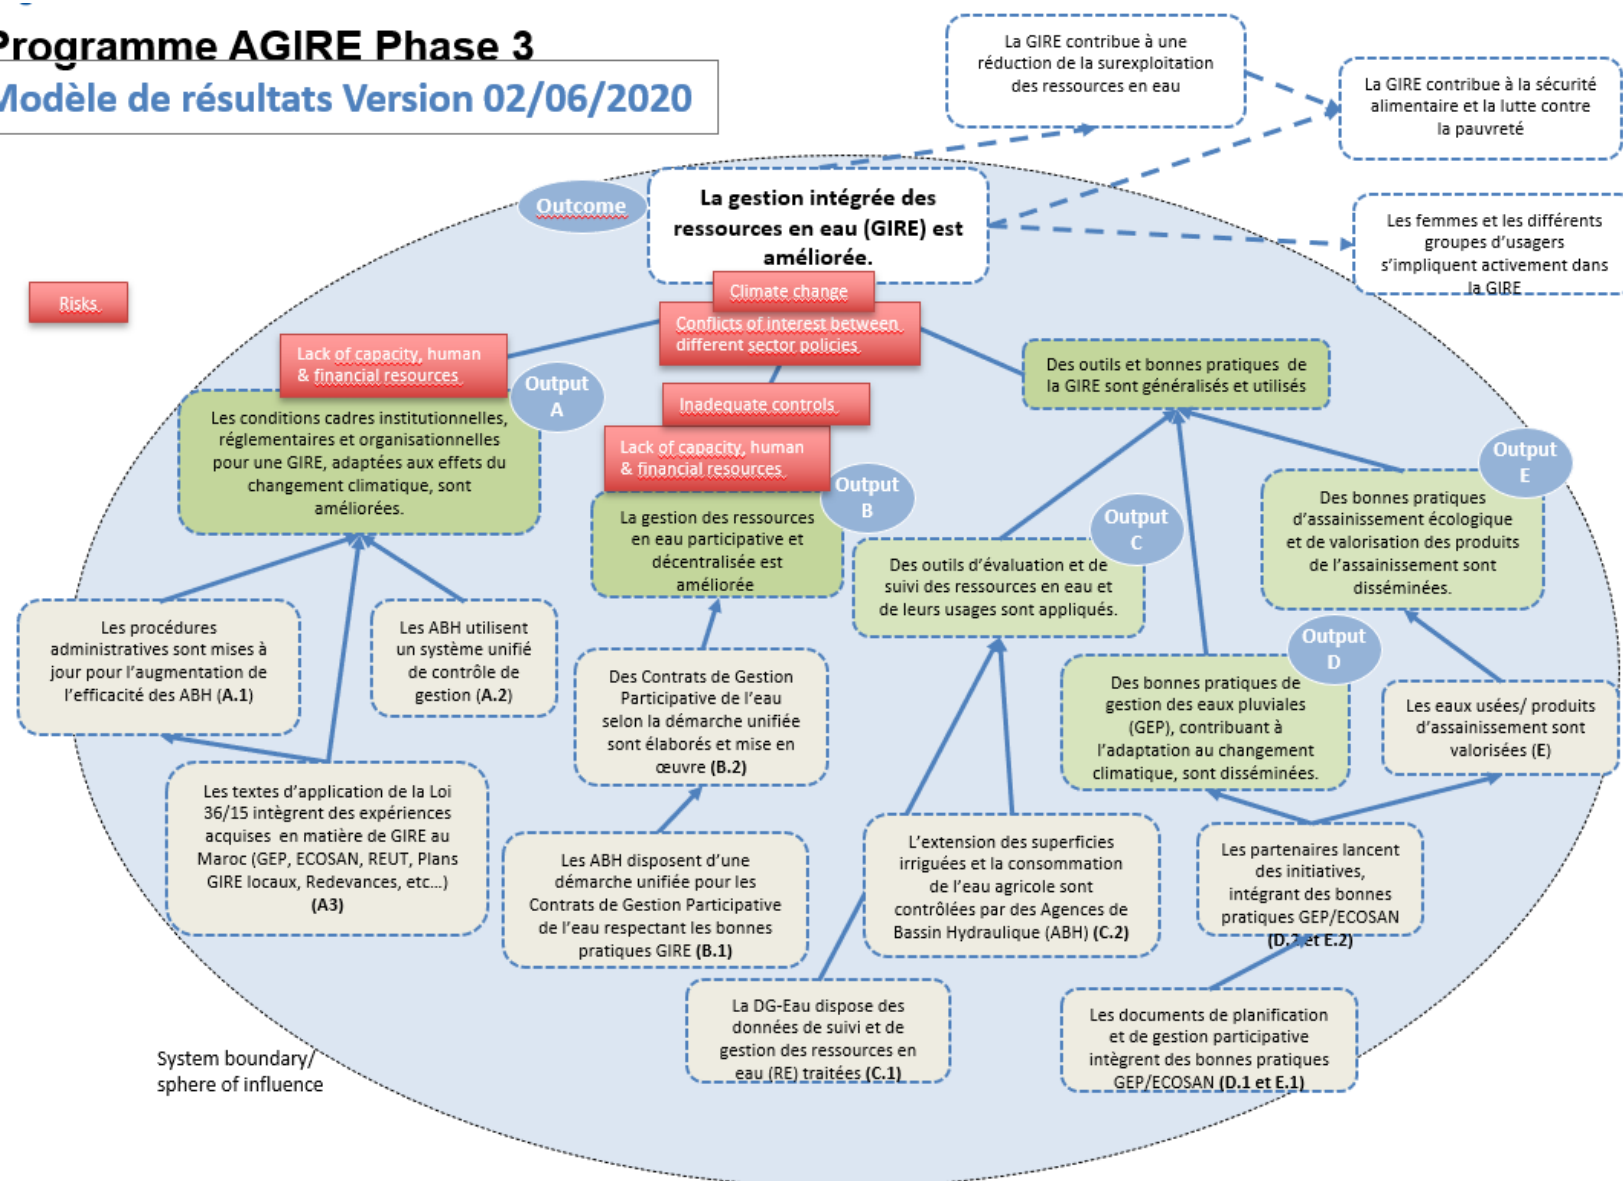 Programme AGIRE Phase 3
Modèle de résultats Version 02/06/2020
La GIRE contribue à une
réduction de la surexploitation
des ressources en eau
La GIRE contribue à la sécurité
alimentaire et la lutte contre
la pauvreté
Les femmes et les différents
groupes d'usagers
s'impliquent activement dans
la GIRE
Outcome
La gestion intégrée des
ressources en eau (GIRE) est
améliorée.
Risks
Climate change
Conflicts of interest between
different sector policies
Lack of capacity, human
& financial resources
Inadequate controls
Lack of capacity, human
& financial resources
Output
A
Les conditions cadres institutionnelles,
réglementaires et organisationnelles
pour une GIRE, adaptées aux effets du
changement climatique, sont
améliorées.
Output
B
La gestion des ressources
en eau participative et
décentralisée est
améliorée
Des outils et bonnes pratiques de
la GIRE sont généralisés et utilisés
Output
C
Des outils d'évaluation et de
suivi des ressources en eau et
de leurs usages sont appliqués.
Output
E
Des bonnes pratiques
d'assainissement écologique
et de valorisation des produits
de l'assainissement sont
disséminées.
Output
D
Des bonnes pratiques de
gestion des eaux pluviales
(GEP), contribuant à
l'adaptation au changement
climatique, sont disséminées.
Les procédures
administratives sont mises à
jour pour l'augmentation de
l'efficacité des ABH (A.1)
Les ABH utilisent
un système unifié
de contrôle de
gestion (A.2)
Des Contrats de Gestion
Participative de l'eau
selon la démarche unifiée
sont élaborés et mise en
œuvre (B.2)
Les eaux usées/ produits
d'assainissement sont
valorisées (E)
Les textes d'application de la Loi
36/15 intègrent des expériences
acquises en matière de GIRE au
Maroc (GEP, ECOSAN, REUT, Plans
GIRE locaux, Redevances, etc…)
(A3)
Les ABH disposent d'une
démarche unifiée pour les
Contrats de Gestion Participative
de l'eau respectant les bonnes
pratiques GIRE (B.1)
L'extension des superficies
irriguées et la consommation
de l'eau agricole sont
contrôlées par des Agences de
Bassin Hydraulique (ABH) (C.2)
Les partenaires lancent
des initiatives,
intégrant des bonnes
pratiques GEP/ECOSAN
(D.2 et E.2)
La DG-Eau dispose des
données de suivi et de
gestion des ressources en
eau (RE) traitées (C.1)
Les documents de planification
et de gestion participative
intègrent des bonnes pratiques
GEP/ECOSAN (D.1 et E.1)
System boundary/
sphere of influence